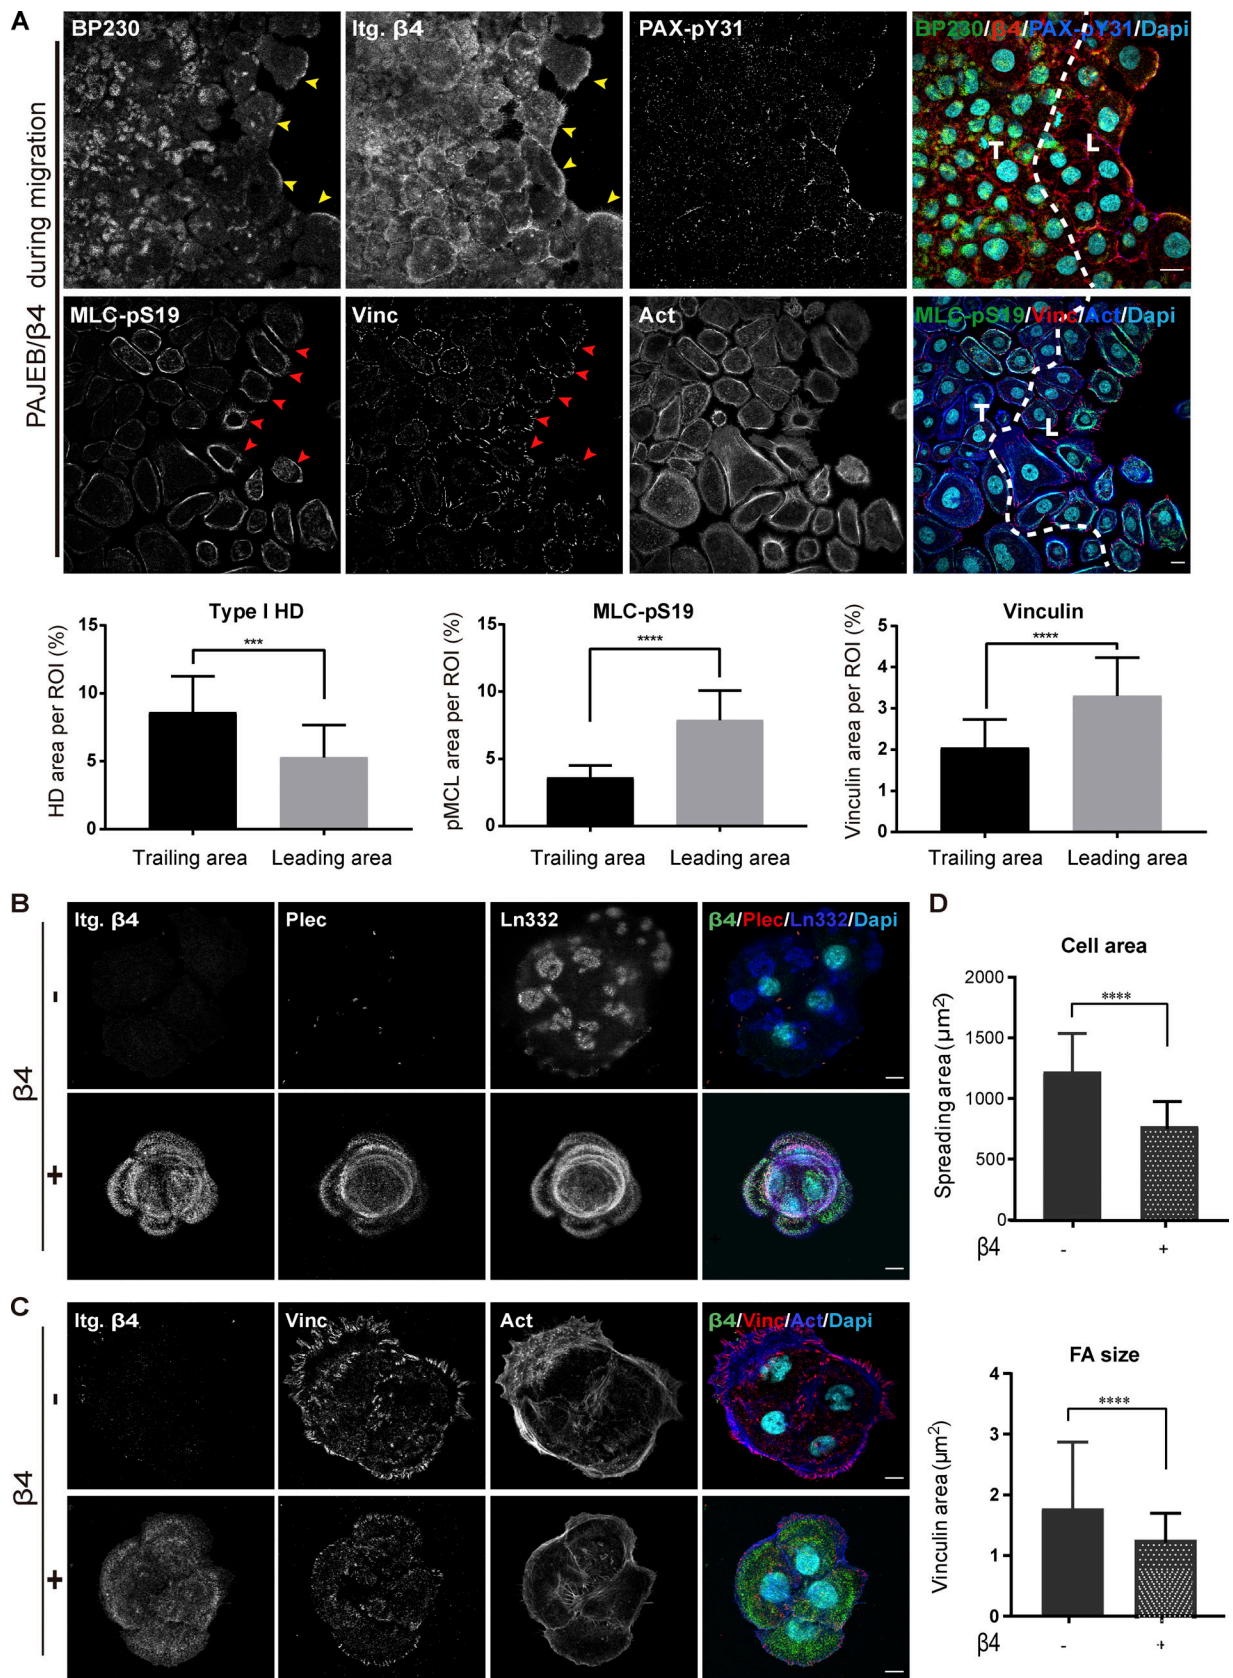 A
BP230
Itg. β4
PAX-pY31
BP230/β4/PAX-pY31/Dapi
T
L
PAJEB/β4 during migration
MLC-pS19
Vinc
Act
MLC-pS19/Vinc/Act/Dapi
T
L
Type I HD
HD area per ROI (%)
15
10
5
0
***
Trailing area
Leading area
MLC-pS19
pMCL area per ROI (%)
15
10
5
0
****
Trailing area
Leading area
Vinculin
Vinculin area per ROI (%)
5
4
3
2
1
0
****
Trailing area
Leading area
B
β4
-
+
Itg. β4
Plec
Ln332
β4/Plec/Ln332/Dapi
C
β4
-
+
Itg. β4
Vinc
Act
β4/Vinc/Act/Dapi
D
Cell area
Spreading area (µm²)
2000
1500
1000
500
0
****
β4
-
+
FA size
Vinculin area (µm²)
4
3
2
1
0
****
β4
-
+